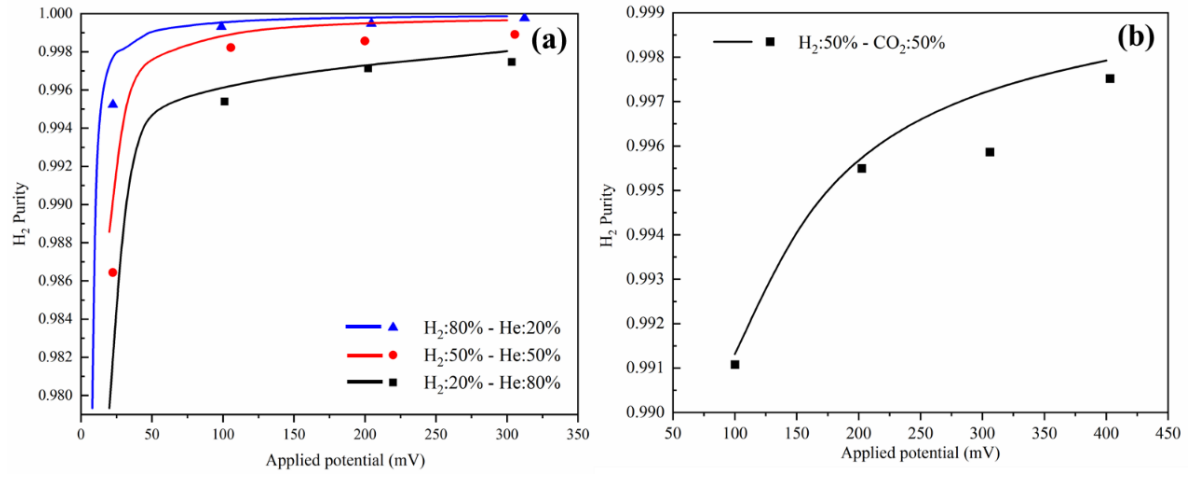 (a)
H₂ Purity
1.000
0.998
0.996
0.994
0.992
0.990
0.988
0.986
0.984
0.982
0.980
H₂:80% - He:20%
H₂:50% - He:50%
H₂:20% - He:80%
0 50 100 150 200 250 300 350
Applied potential (mV)
(b)
H₂ Purity
0.999
0.998
0.997
0.996
0.995
0.994
0.993
0.992
0.991
0.990
H₂:50% - CO₂:50%
50 100 150 200 250 300 350 400 450
Applied potential (mV)